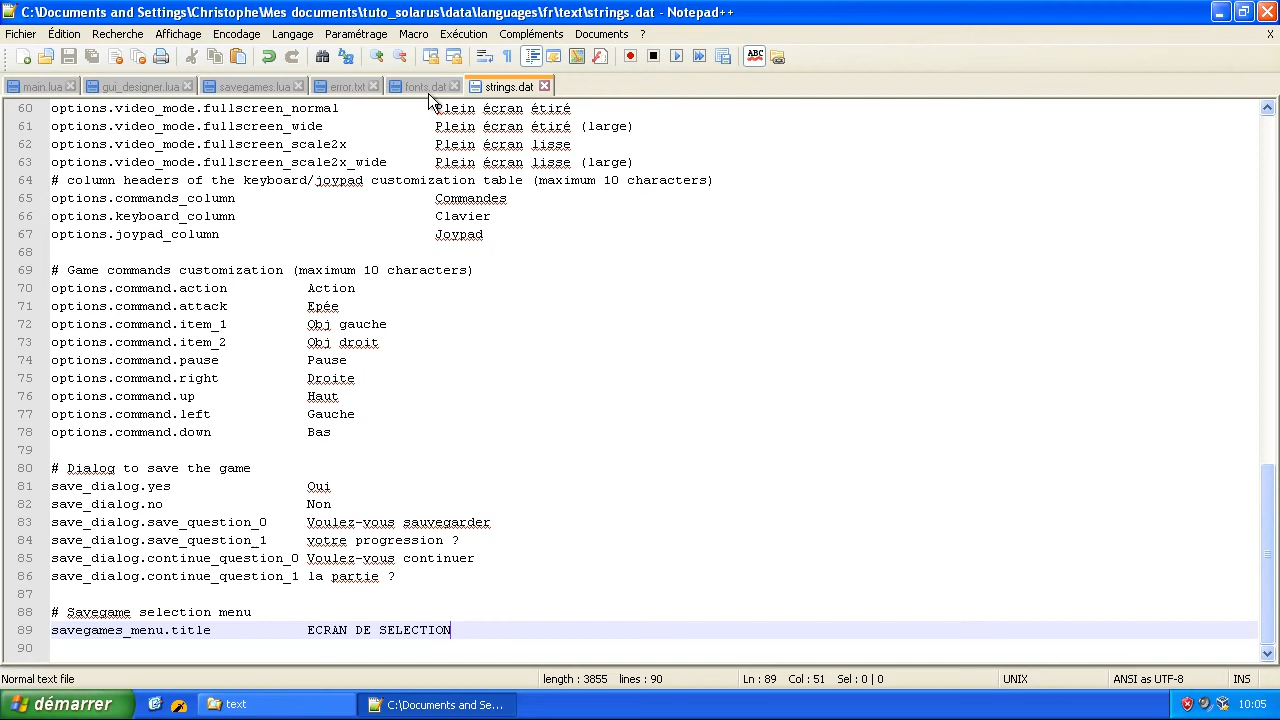 C:\Documents and Settings\Christophe\Mes documents\tuto_solarus\data\languages\fr\text\strings.dat - Notepad++
Fichier Édition Recherche Affichage Encodage Langage Paramétrage Macro Exécution Compléments Documents ? X
ABC
main.lua gui_designer.lua savegames.lua error.txt fonts.dat strings.dat
60 options.video_mode.fullscreen_normal Plein écran étiré
61 options.video_mode.fullscreen_wide Plein écran étiré (large)
62 options.video_mode.fullscreen_scale2x Plein écran lisse
63 options.video_mode.fullscreen_scale2x_wide Plein écran lisse (large)
64 # column headers of the keyboard/joypad customization table (maximum 10 characters)
65 options.commands_column Commandes
66 options.keyboard_column Clavier
67 options.joypad_column Joypad
68
69 # Game commands customization (maximum 10 characters)
70 options.command.action Action
71 options.command.attack Epée
72 options.command.item_1 Obj gauche
73 options.command.item_2 Obj droit
74 options.command.pause Pause
75 options.command.right Droite
76 options.command.up Haut
77 options.command.left Gauche
78 options.command.down Bas
79
80 # Dialog to save the game
81 save_dialog.yes Oui
82 save_dialog.no Non
83 save_dialog.save_question_0 Voulez-vous sauvegarder
84 save_dialog.save_question_1 votre progression ?
85 save_dialog.continue_question_0 Voulez-vous continuer
86 save_dialog.continue_question_1 la partie ?
87
88 # Savegame selection menu
89 savegames_menu.title ECRAN DE SELECTION
90
Normal text file length : 3855 lines : 90 Ln : 89 Col : 51 Sel : 0 | 0 UNIX ANSI as UTF-8 INS
démarrer text C:\Documents and Se... 10:05